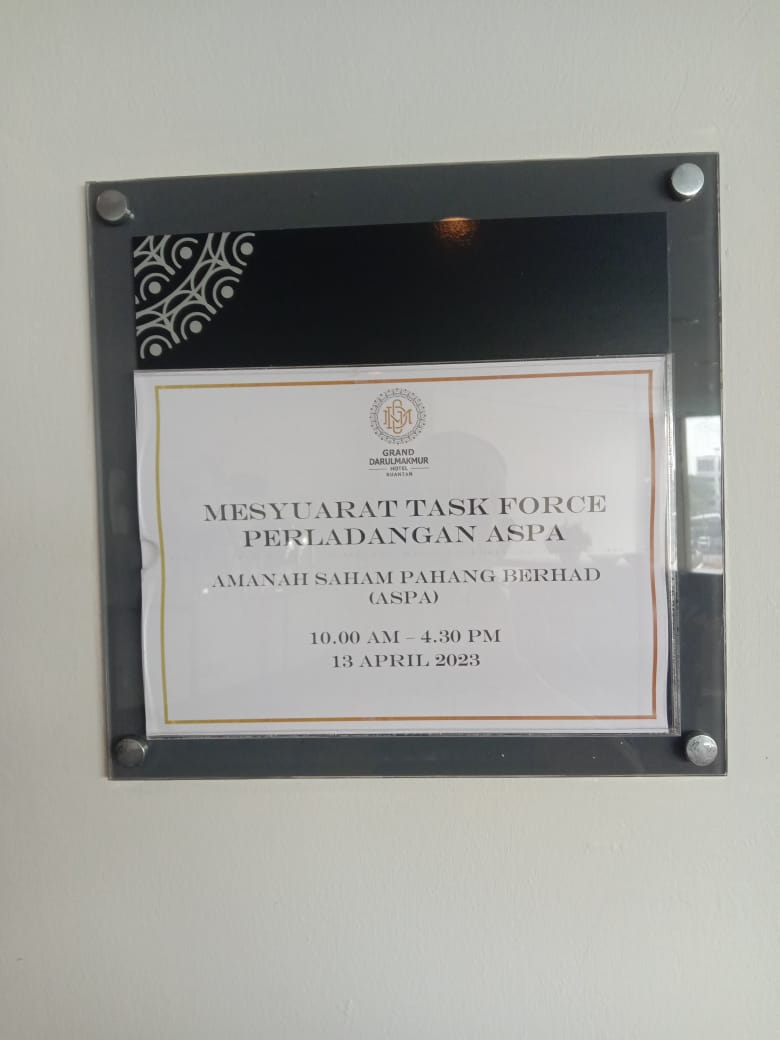 GRAND
DARULMAKMUR
HOTEL
KUANTAN
MESYUARAT TASK FORCE
PERLADANGAN ASPA
AMANAH SAHAM PAHANG BERHAD
(ASPA)
10.00 AM – 4.30 PM
13 APRIL 2023